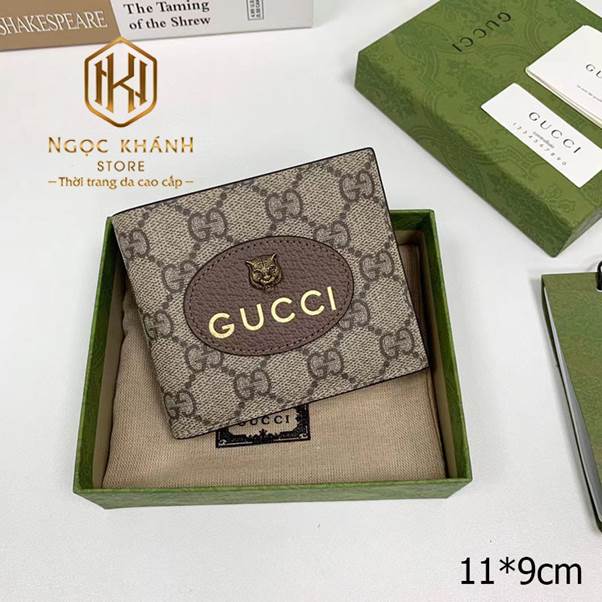 SHAKESPEARE
The Taming
of the Shrew
NGỌC KHÁNH
STORE
Thời trang da cao cấp
GUCCI
GUCCI
GUCCI
GUCCI
11*9cm